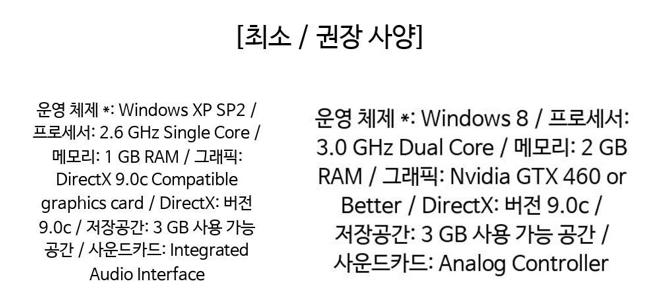 [최소 / 권장 사양]
운영 체제 *: Windows XP SP2 /
프로세서: 2.6 GHz Single Core /
메모리: 1 GB RAM / 그래픽:
DirectX 9.0c Compatible
graphics card / DirectX: 버전
9.0c / 저장공간: 3 GB 사용 가능
공간 / 사운드카드: Integrated
Audio Interface
운영 체제 *: Windows 8 / 프로세서:
3.0 GHz Dual Core / 메모리: 2 GB
RAM / 그래픽: Nvidia GTX 460 or
Better / DirectX: 버전 9.0c /
저장공간: 3 GB 사용 가능 공간 /
사운드카드: Analog Controller